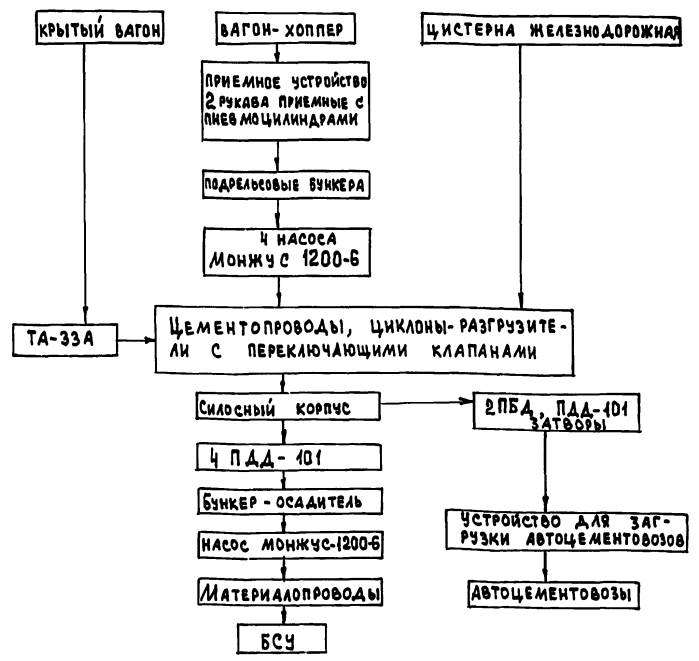 КРЫТЫЙ ВАГОН
ВАГОН-ХОППЕР
ЦИСТЕРНА ЖЕЛЕЗНОДОРОЖНАЯ
ПРИЕМНОЕ УСТРОЙСТВО
2 РУКАВА ПРИЕМНЫЕ С
ПНЕВМОЦИЛИНДРАМИ
ПОДРЕЛЬСОВЫЕ БУНКЕРА
4 НАСОСА
МОНЖУС 1200-6
ТА-33А
ЦЕМЕНТОПРОВОДЫ, ЦИКЛОНЫ-РАЗГРУЗИТЕ-
ЛИ С ПЕРЕКЛЮЧАЮЩИМИ КЛАПАНАМИ
СИЛОСНЫЙ КОРПУС
2ПБД, ПДД-101
ЗАТВОРЫ
4 ПДД-101
БУНКЕР-ОСАДИТЕЛЬ
УСТРОЙСТВО ДЛЯ ЗАГ-
РУЗКИ АВТОЦЕМЕНТОВОЗОВ
НАСОС МОНЖУС-1200-6
МАТЕРИАЛОПРОВОДЫ
АВТОЦЕМЕНТОВОЗЫ
БСУ